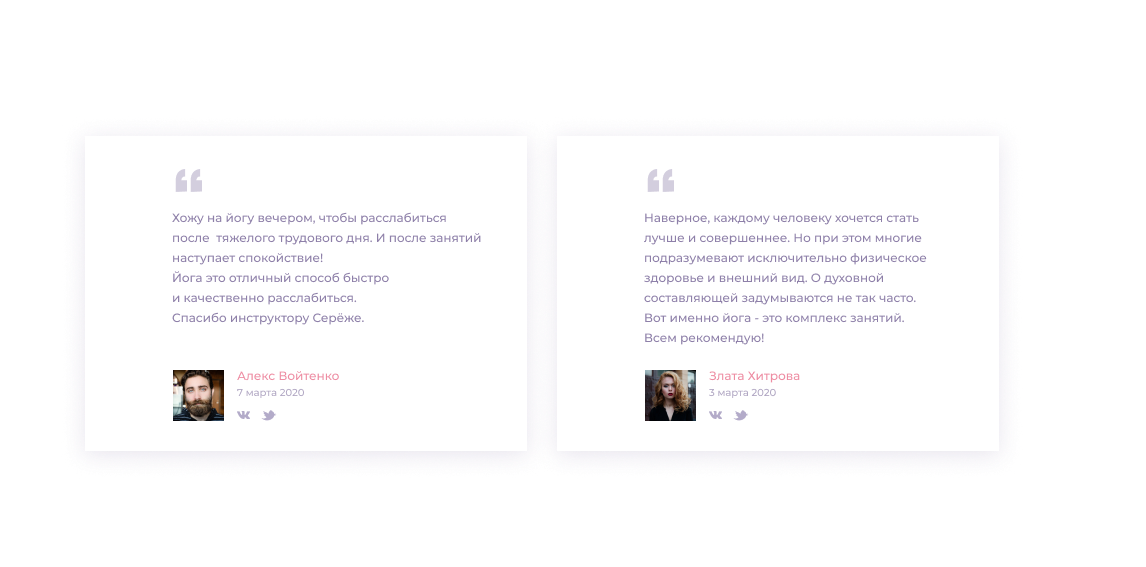 Хожу на йогу вечером, чтобы расслабиться
после  тяжелого трудового дня. И после занятий
наступает спокойствие!
Йога это отличный способ быстро
и качественно расслабиться.
Спасибо инструктору Серёже.
Алекс Войтенко
7 марта 2020
Наверное, каждому человеку хочется стать
лучше и совершеннее. Но при этом многие
подразумевают исключительно физическое
здоровье и внешний вид. О духовной
составляющей задумываются не так часто.
Вот именно йога - это комплекс занятий.
Всем рекомендую!
Злата Хитрова
3 марта 2020